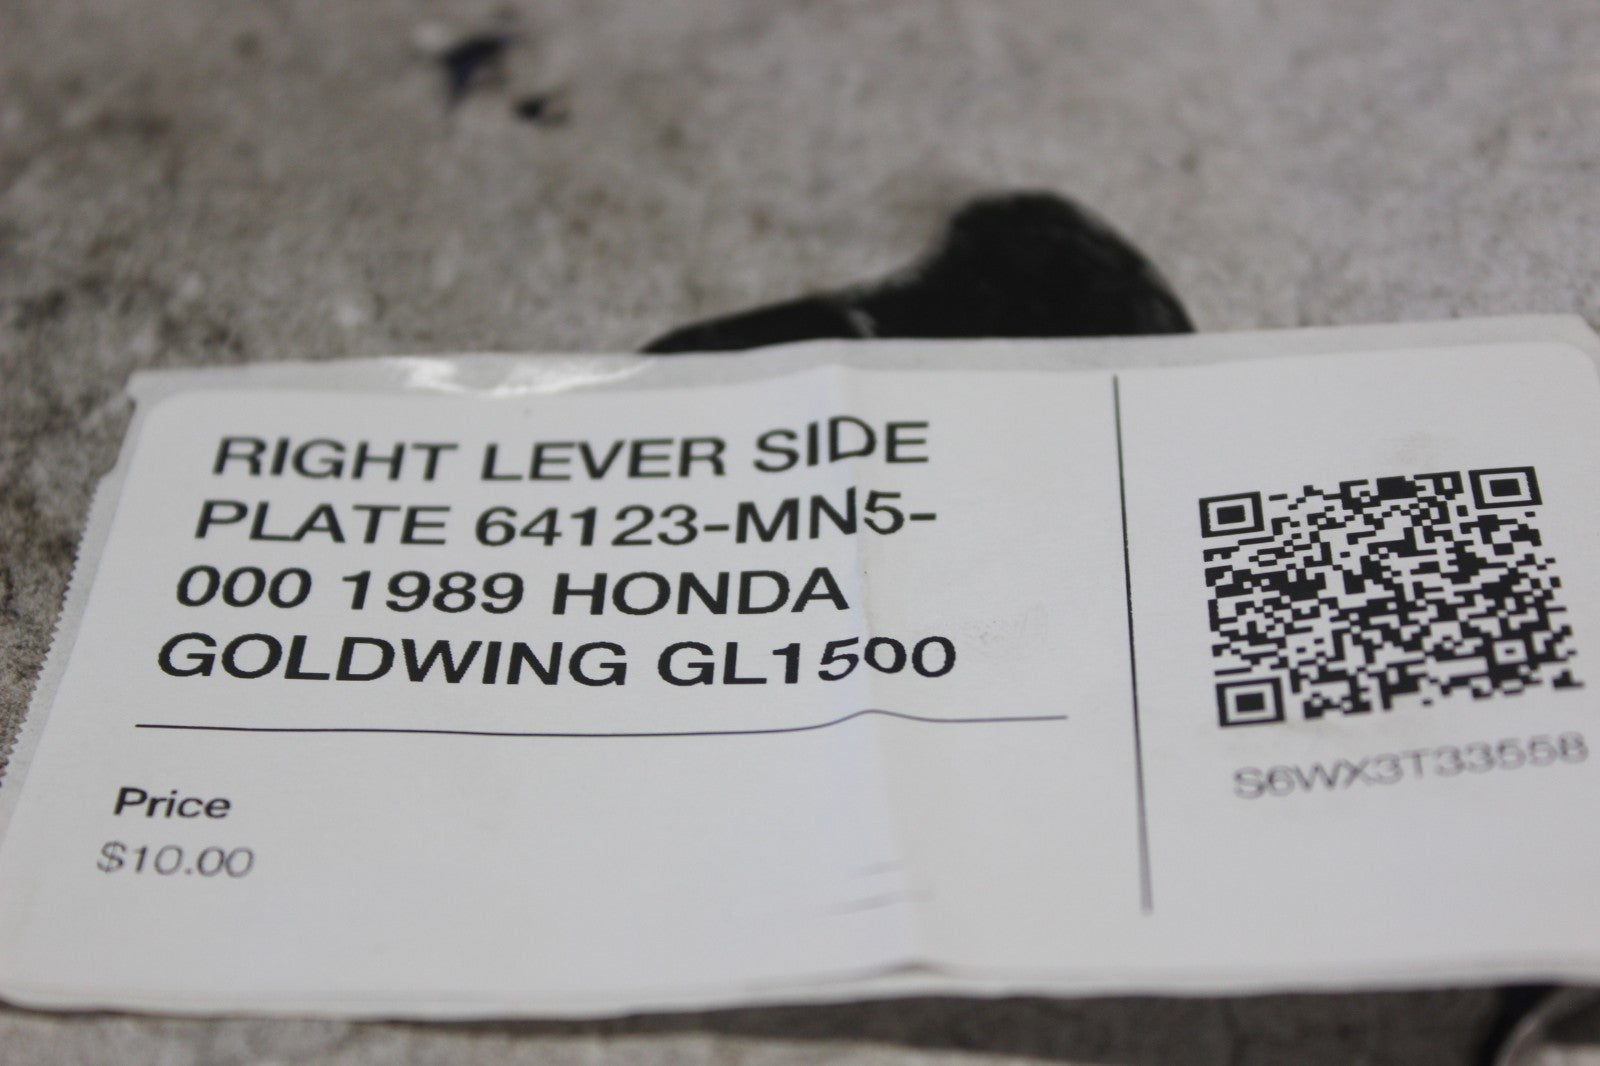 RIGHT LEVER SIDE
PLATE 64123-MN5-
000 1989 HONDA
GOLDWING GL1500
Price
$10.00
S6WX3T33558